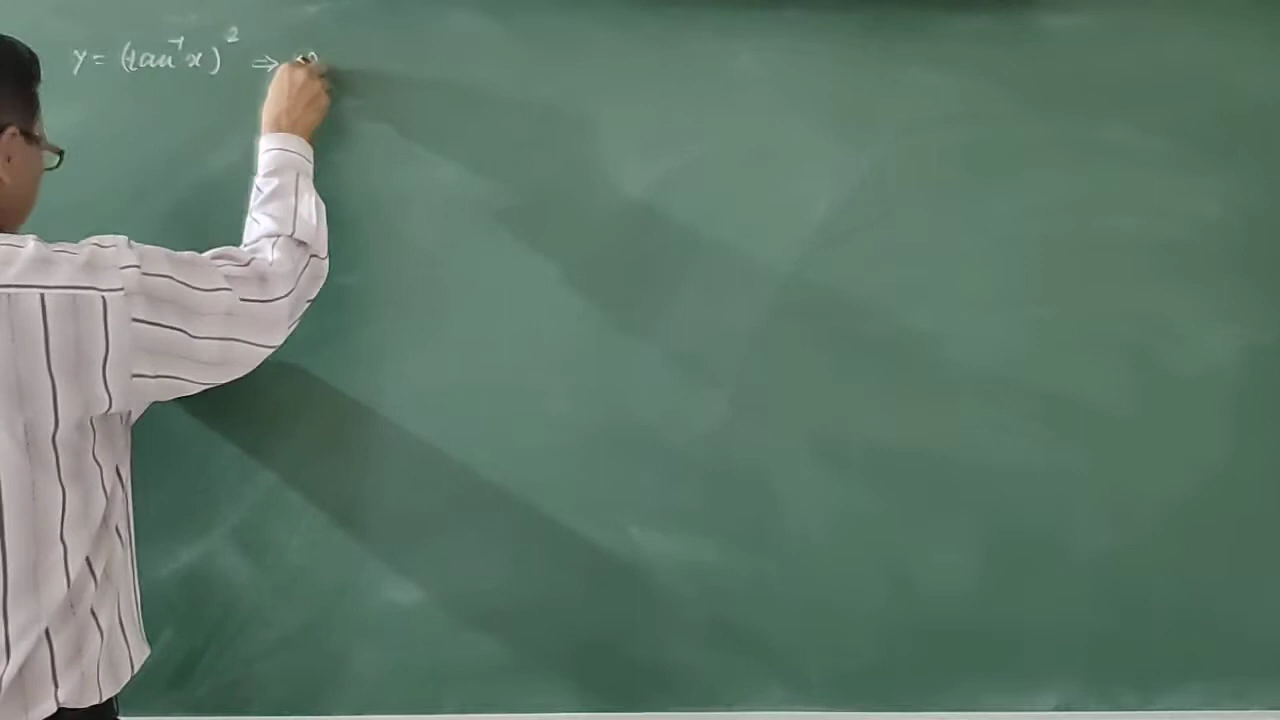 y = (tan⁻¹x)² ⇒